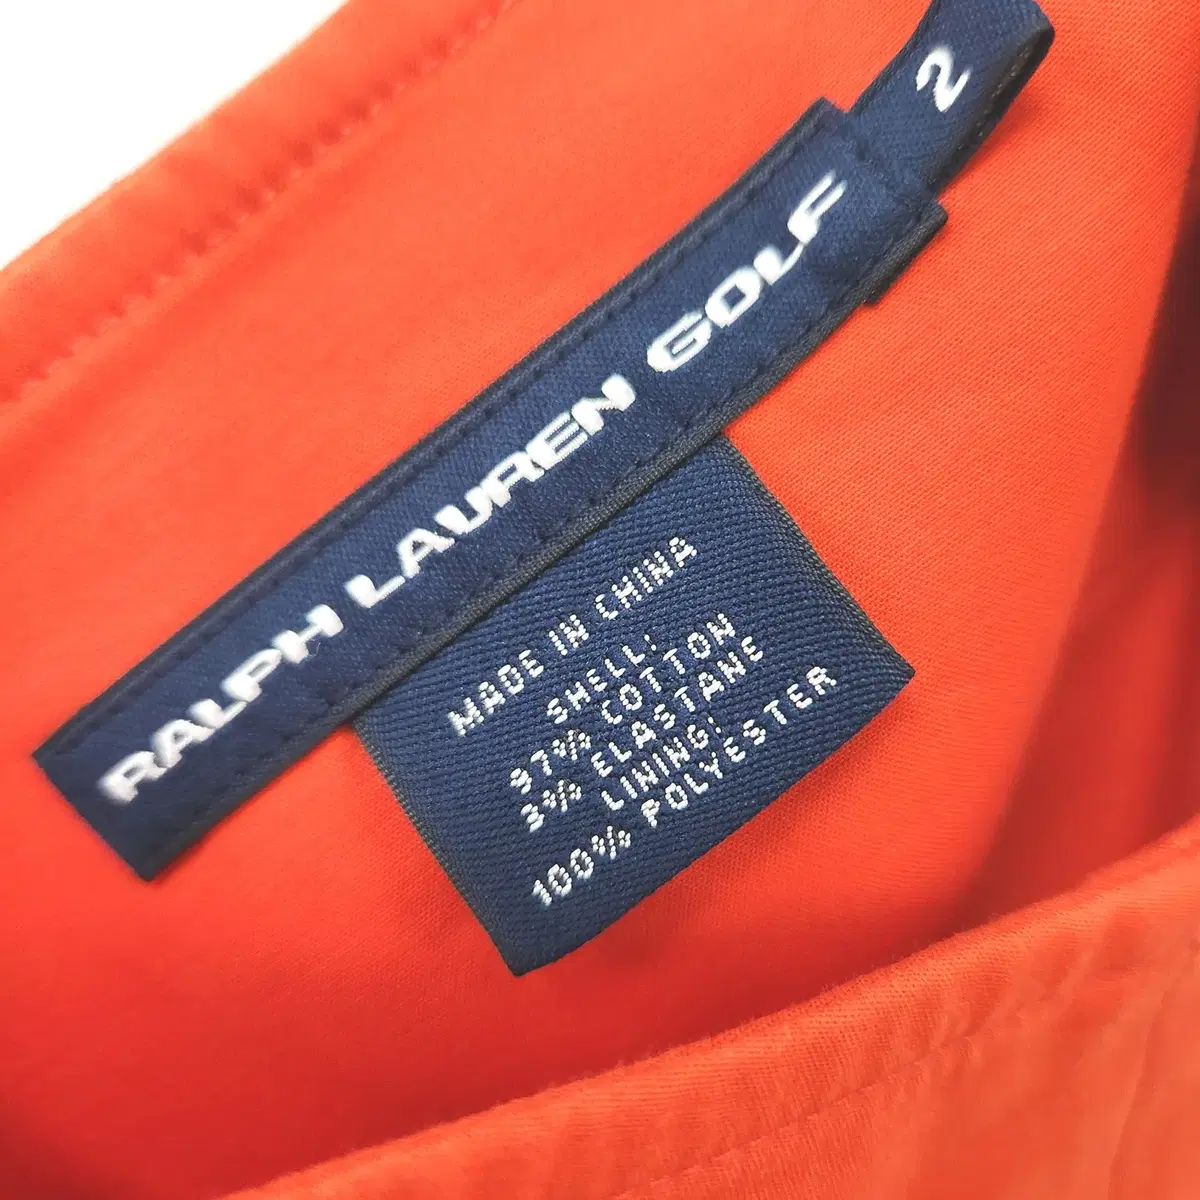 2
RALPH LAUREN GOLF
MADE IN CHINA
SHELL:
97% COTTON
3% ELASTANE
LINING:
100% POLYESTER